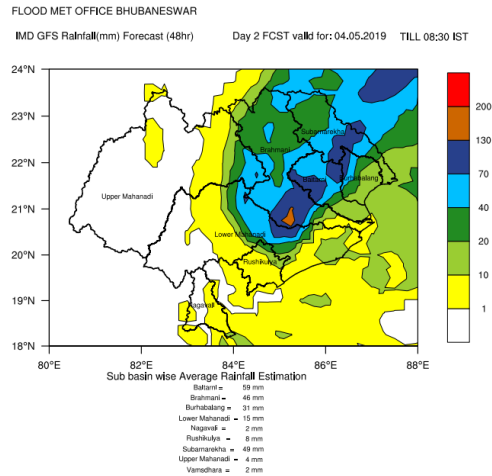 FLOOD MET OFFICE BHUBANESWAR
IMD GFS Rainfall(mm) Forecast (48hr) Day 2 FCST valid for: 04.05.2019 TILL 08:30 IST
24°N
23°N
22°N
21°N
20°N
19°N
18°N
80°E 82°E 84°E 86°E 88°E
Subarnarekha
Brahmani
Baitarni Burhabalang
Upper Mahanadi
Lower Mahanadi
Rushikulya
Nagavali
200
130
70
40
20
10
1
Sub basin wise Average Rainfall Estimation
Baitarni = 59 mm
Brahmani = 46 mm
Burhabalang = 31 mm
Lower Mahanadi = 15 mm
Nagavali = 2 mm
Rushikulya = 8 mm
Subarnarekha = 49 mm
Upper Mahanadi = 4 mm
Vamsdhara = 2 mm